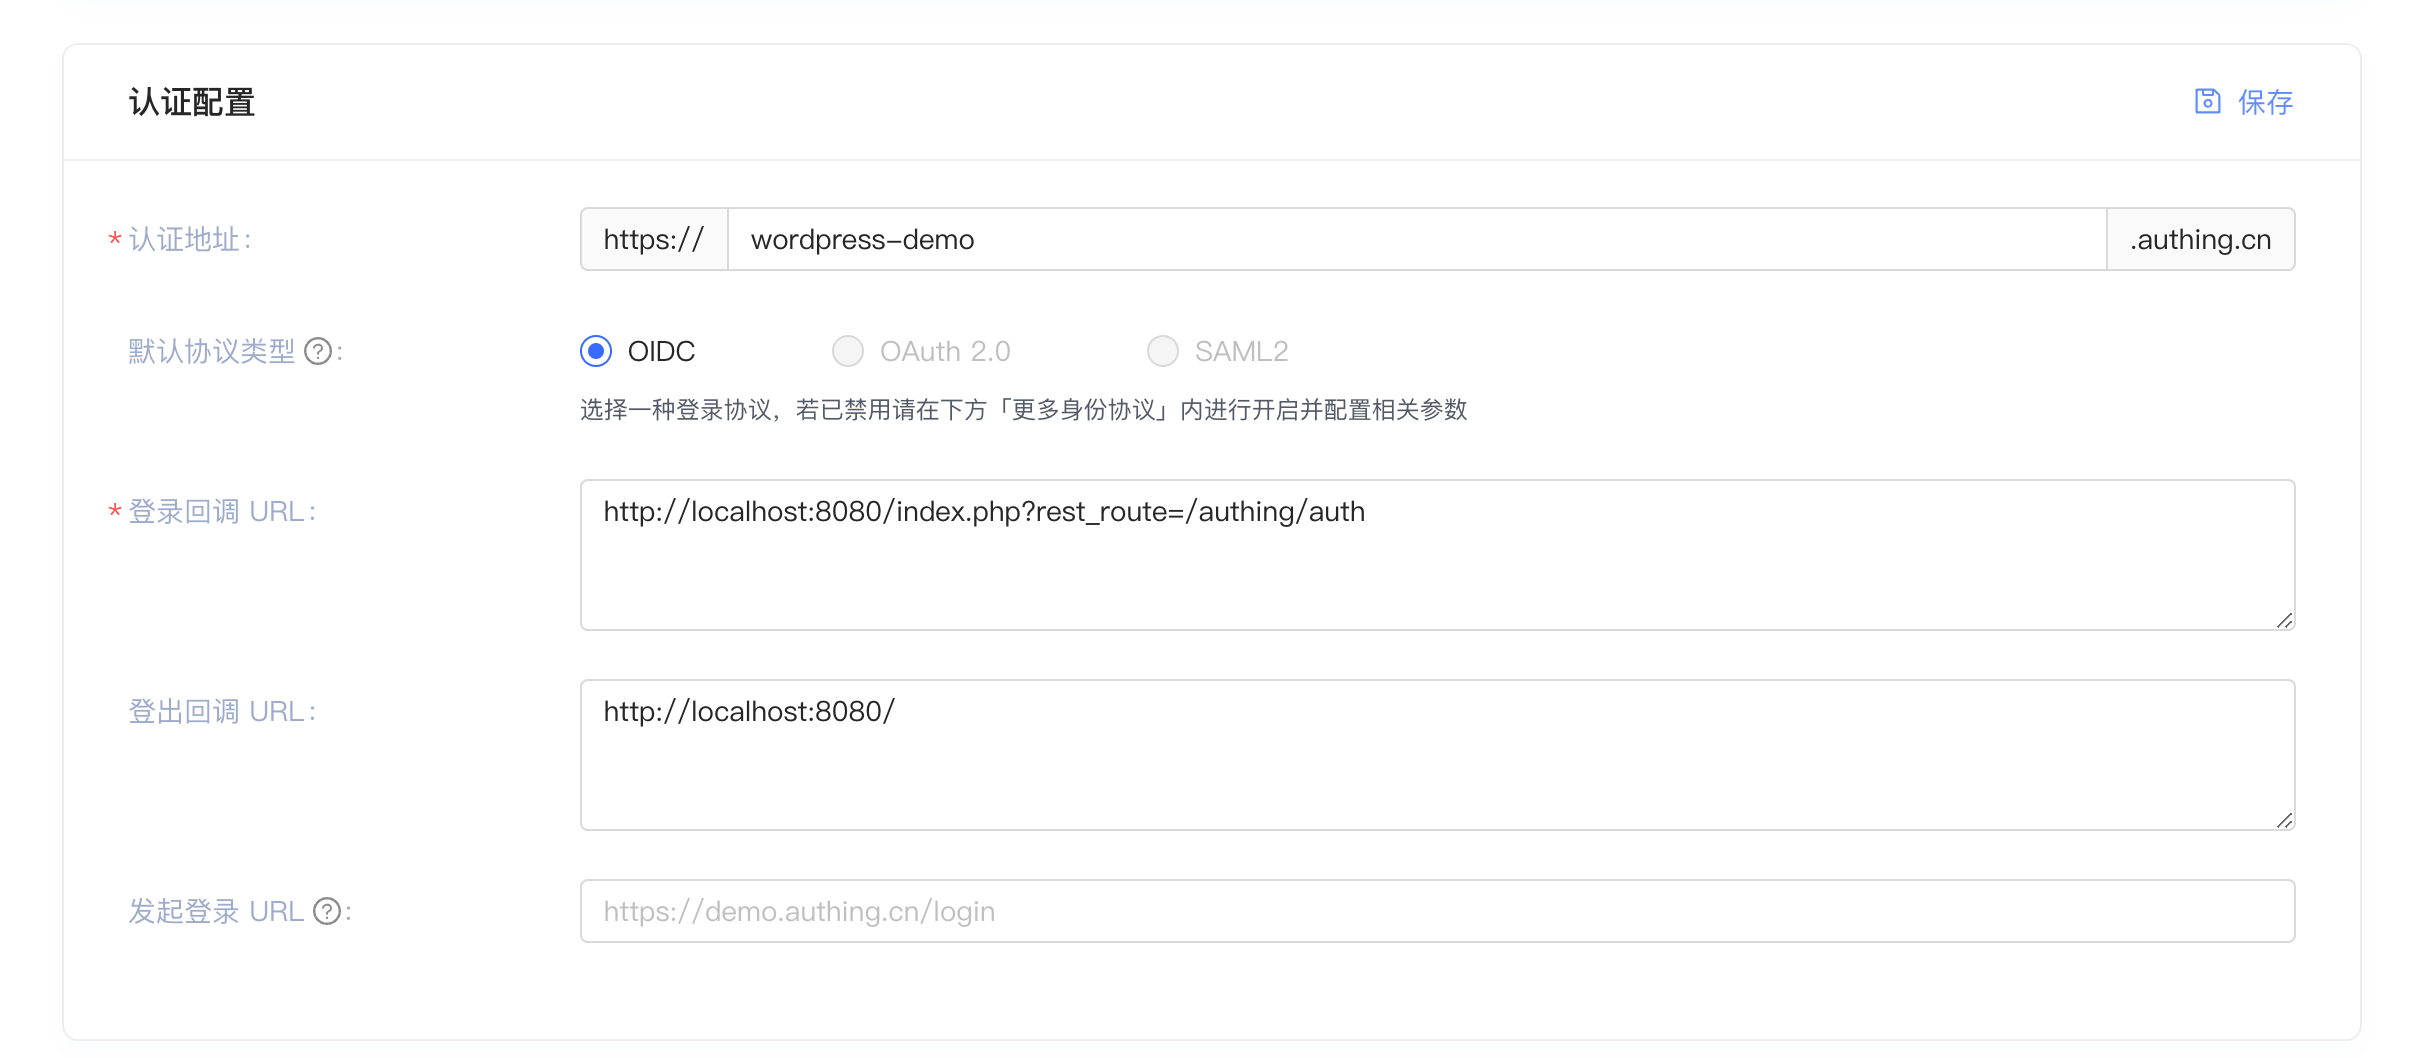 认证配置
保存
* 认证地址:
https://
wordpress-demo
.authing.cn
默认协议类型 ?:
OIDC
OAuth 2.0
SAML2
选择一种登录协议，若已禁用请在下方「更多身份协议」内进行开启并配置相关参数
* 登录回调 URL:
http://localhost:8080/index.php?rest_route=/authing/auth
登出回调 URL:
http://localhost:8080/
发起登录 URL ?:
https://demo.authing.cn/login